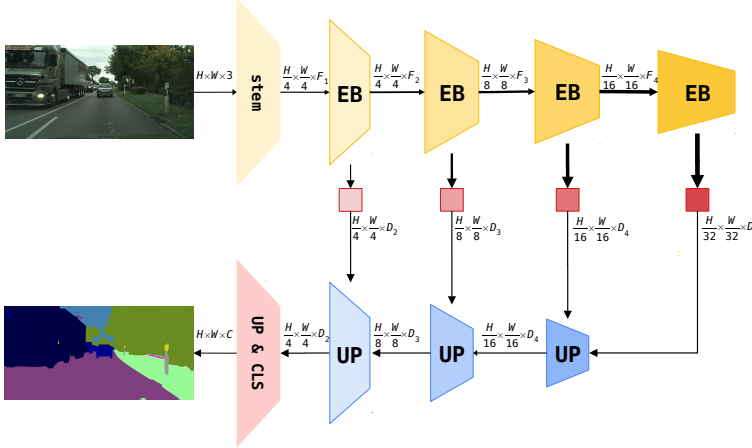 H×W×3
stem
H/4×W/4×F₁
EB
H/4×W/4×F₂
EB
H/8×W/8×F₃
EB
H/16×W/16×F₄
EB
H/4×W/4×D₂
H/8×W/8×D₃
H/16×W/16×D₄
H/32×W/32×D
H×W×C
UP & CLS
H/4×W/4×D₂
UP
H/8×W/8×D₃
UP
H/16×W/16×D₄
UP